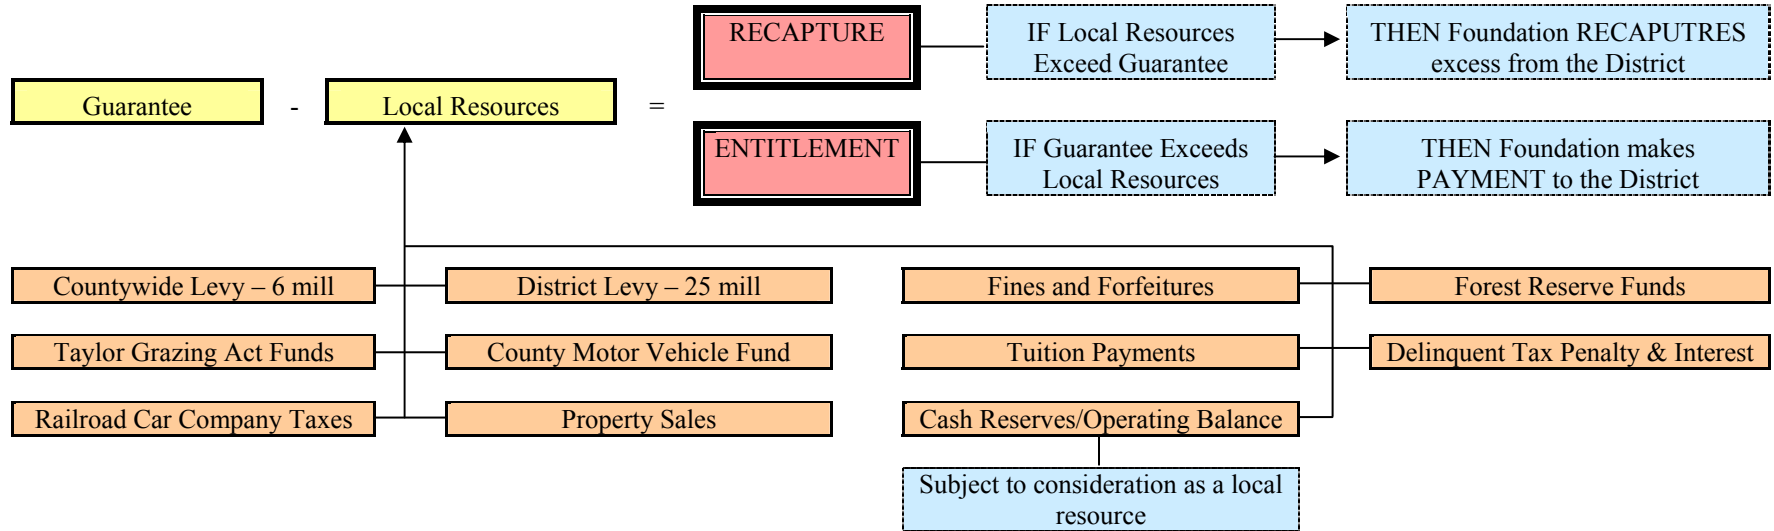 RECAPTURE
IF Local Resources
Exceed Guarantee
THEN Foundation RECAPUTRES
excess from the District
Guarantee
-
Local Resources
=
ENTITLEMENT
IF Guarantee Exceeds
Local Resources
THEN Foundation makes
PAYMENT to the District
Countywide Levy – 6 mill
District Levy – 25 mill
Fines and Forfeitures
Forest Reserve Funds
Taylor Grazing Act Funds
County Motor Vehicle Fund
Tuition Payments
Delinquent Tax Penalty & Interest
Railroad Car Company Taxes
Property Sales
Cash Reserves/Operating Balance
Subject to consideration as a local
resource